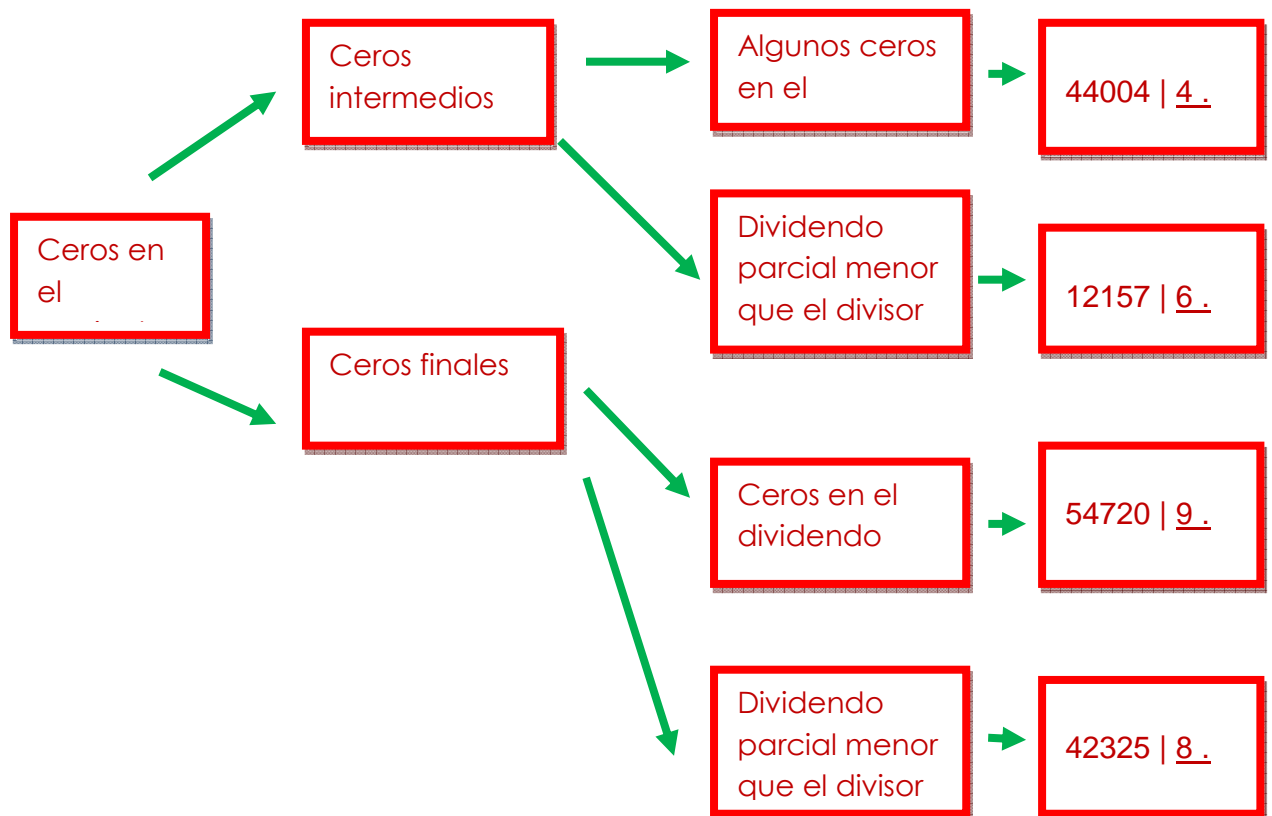 Ceros
intermedios
Algunos ceros
en el
44004 | 4 .
Dividendo
parcial menor
que el divisor
12157 | 6 .
Ceros en
el
Ceros finales
Ceros en el
dividendo
54720 | 9 .
Dividendo
parcial menor
que el divisor
42325 | 8 .